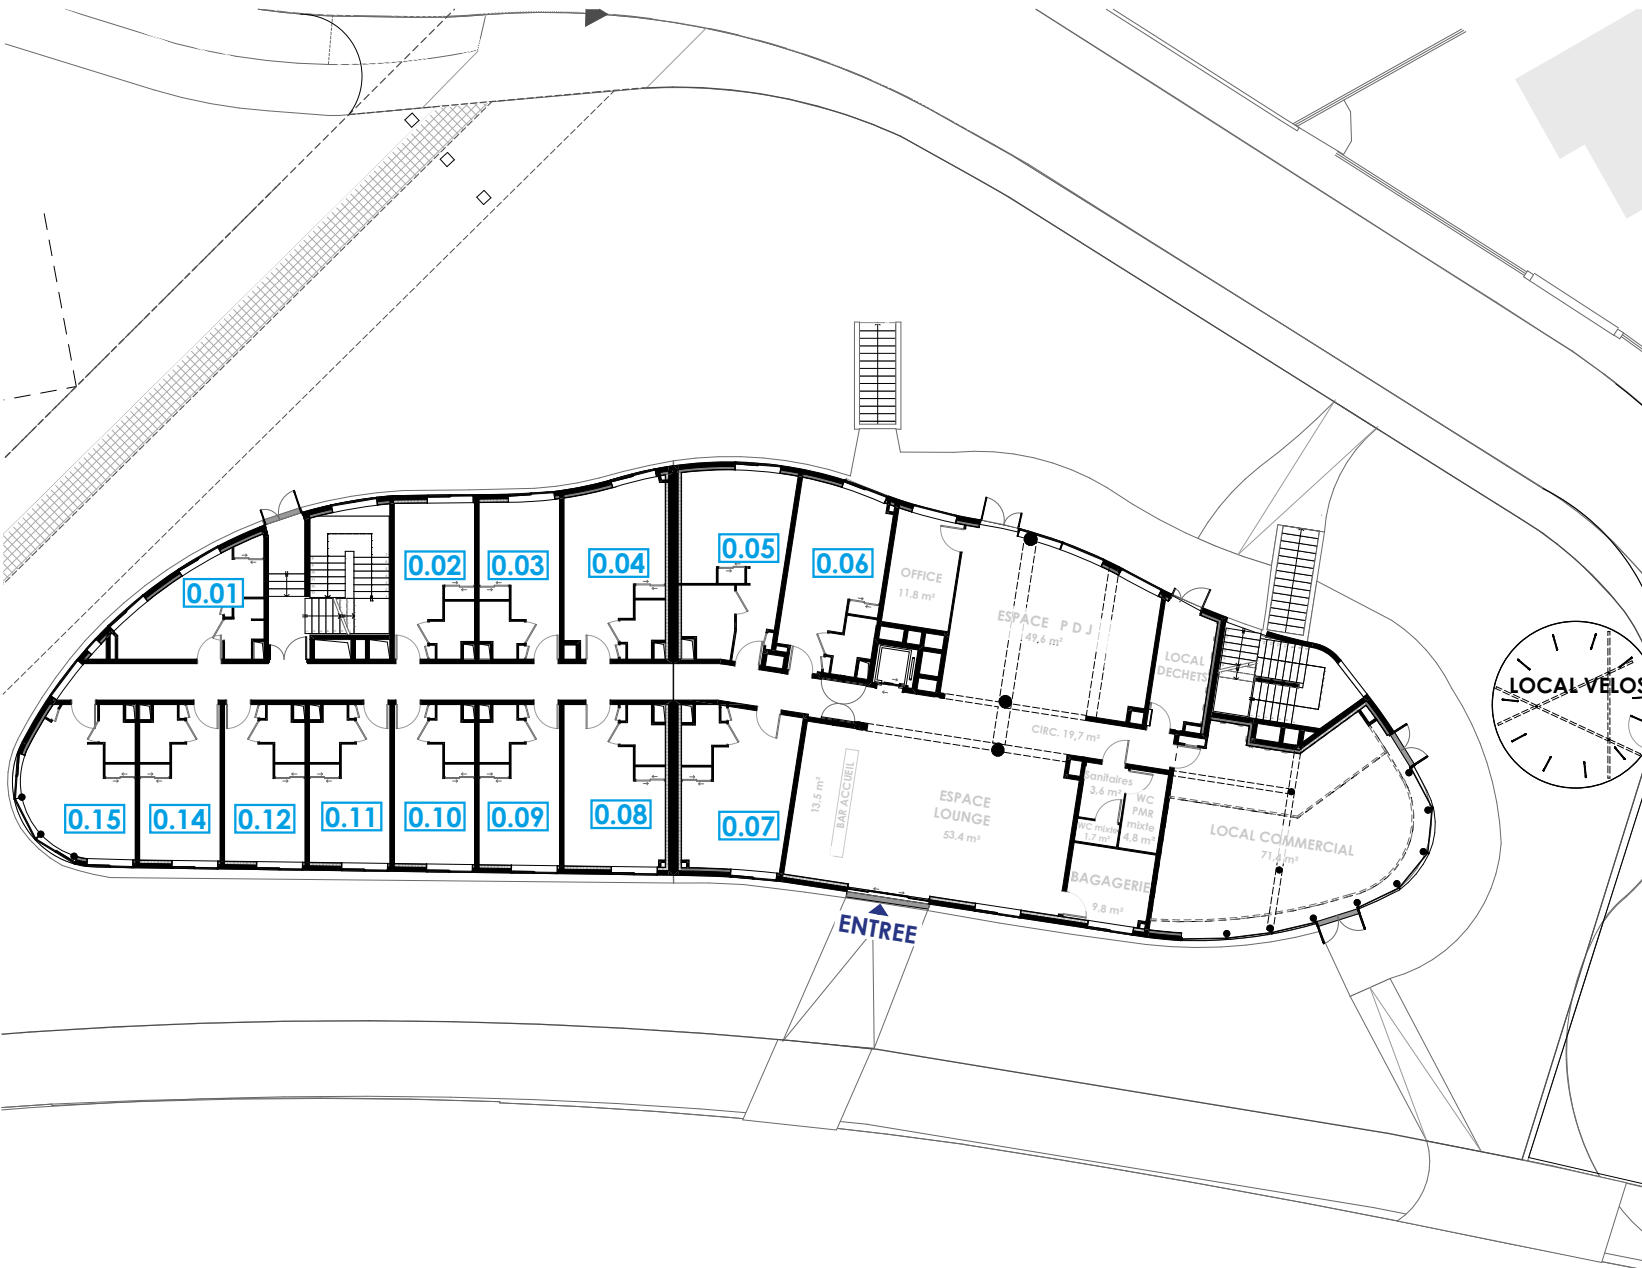 0.01
0.02
0.03
0.04
0.05
0.06
OFFICE
11.8 m²
ESPACE P D J
49,6 m²
LOCAL
DECHETS
LOCAL VELOS
CIRC. 19,7 m²
13.5 m²
BAR ACCUEIL
ESPACE
LOUNGE
53.4 m²
Sanitaires
3,6 m²
WC
PMR
mixte
4,8 m²
WC mixte
1.7 m²
BAGAGERIE
9.8 m²
LOCAL COMMERCIAL
71,4 m²
0.15
0.14
0.12
0.11
0.10
0.09
0.08
0.07
ENTREE